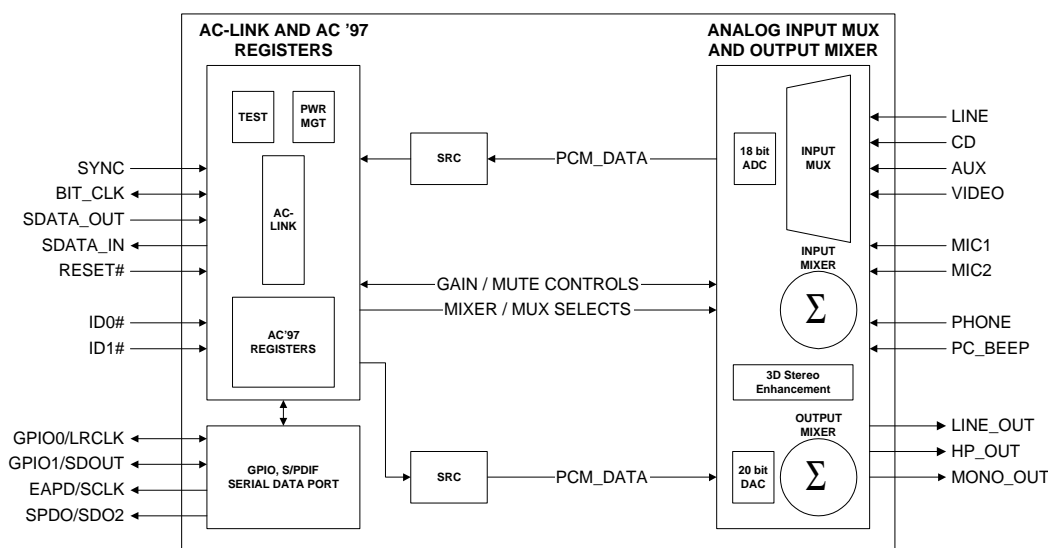 AC-LINK AND AC '97
REGISTERS
ANALOG INPUT MUX
AND OUTPUT MIXER
TEST
PWR
MGT
AC-
LINK
AC'97
REGISTERS
SYNC
BIT_CLK
SDATA_OUT
SDATA_IN
RESET#
ID0#
ID1#
GPIO0/LRCLK
GPIO1/SDOUT
EAPD/SCLK
SPDO/SDO2
GPIO, S/PDIF
SERIAL DATA PORT
SRC
PCM_DATA
GAIN / MUTE CONTROLS
MIXER / MUX SELECTS
SRC
PCM_DATA
18 bit
ADC
INPUT
MUX
INPUT
MIXER
Σ
3D Stereo
Enhancement
OUTPUT
MIXER
20 bit
DAC
Σ
LINE
CD
AUX
VIDEO
MIC1
MIC2
PHONE
PC_BEEP
LINE_OUT
HP_OUT
MONO_OUT